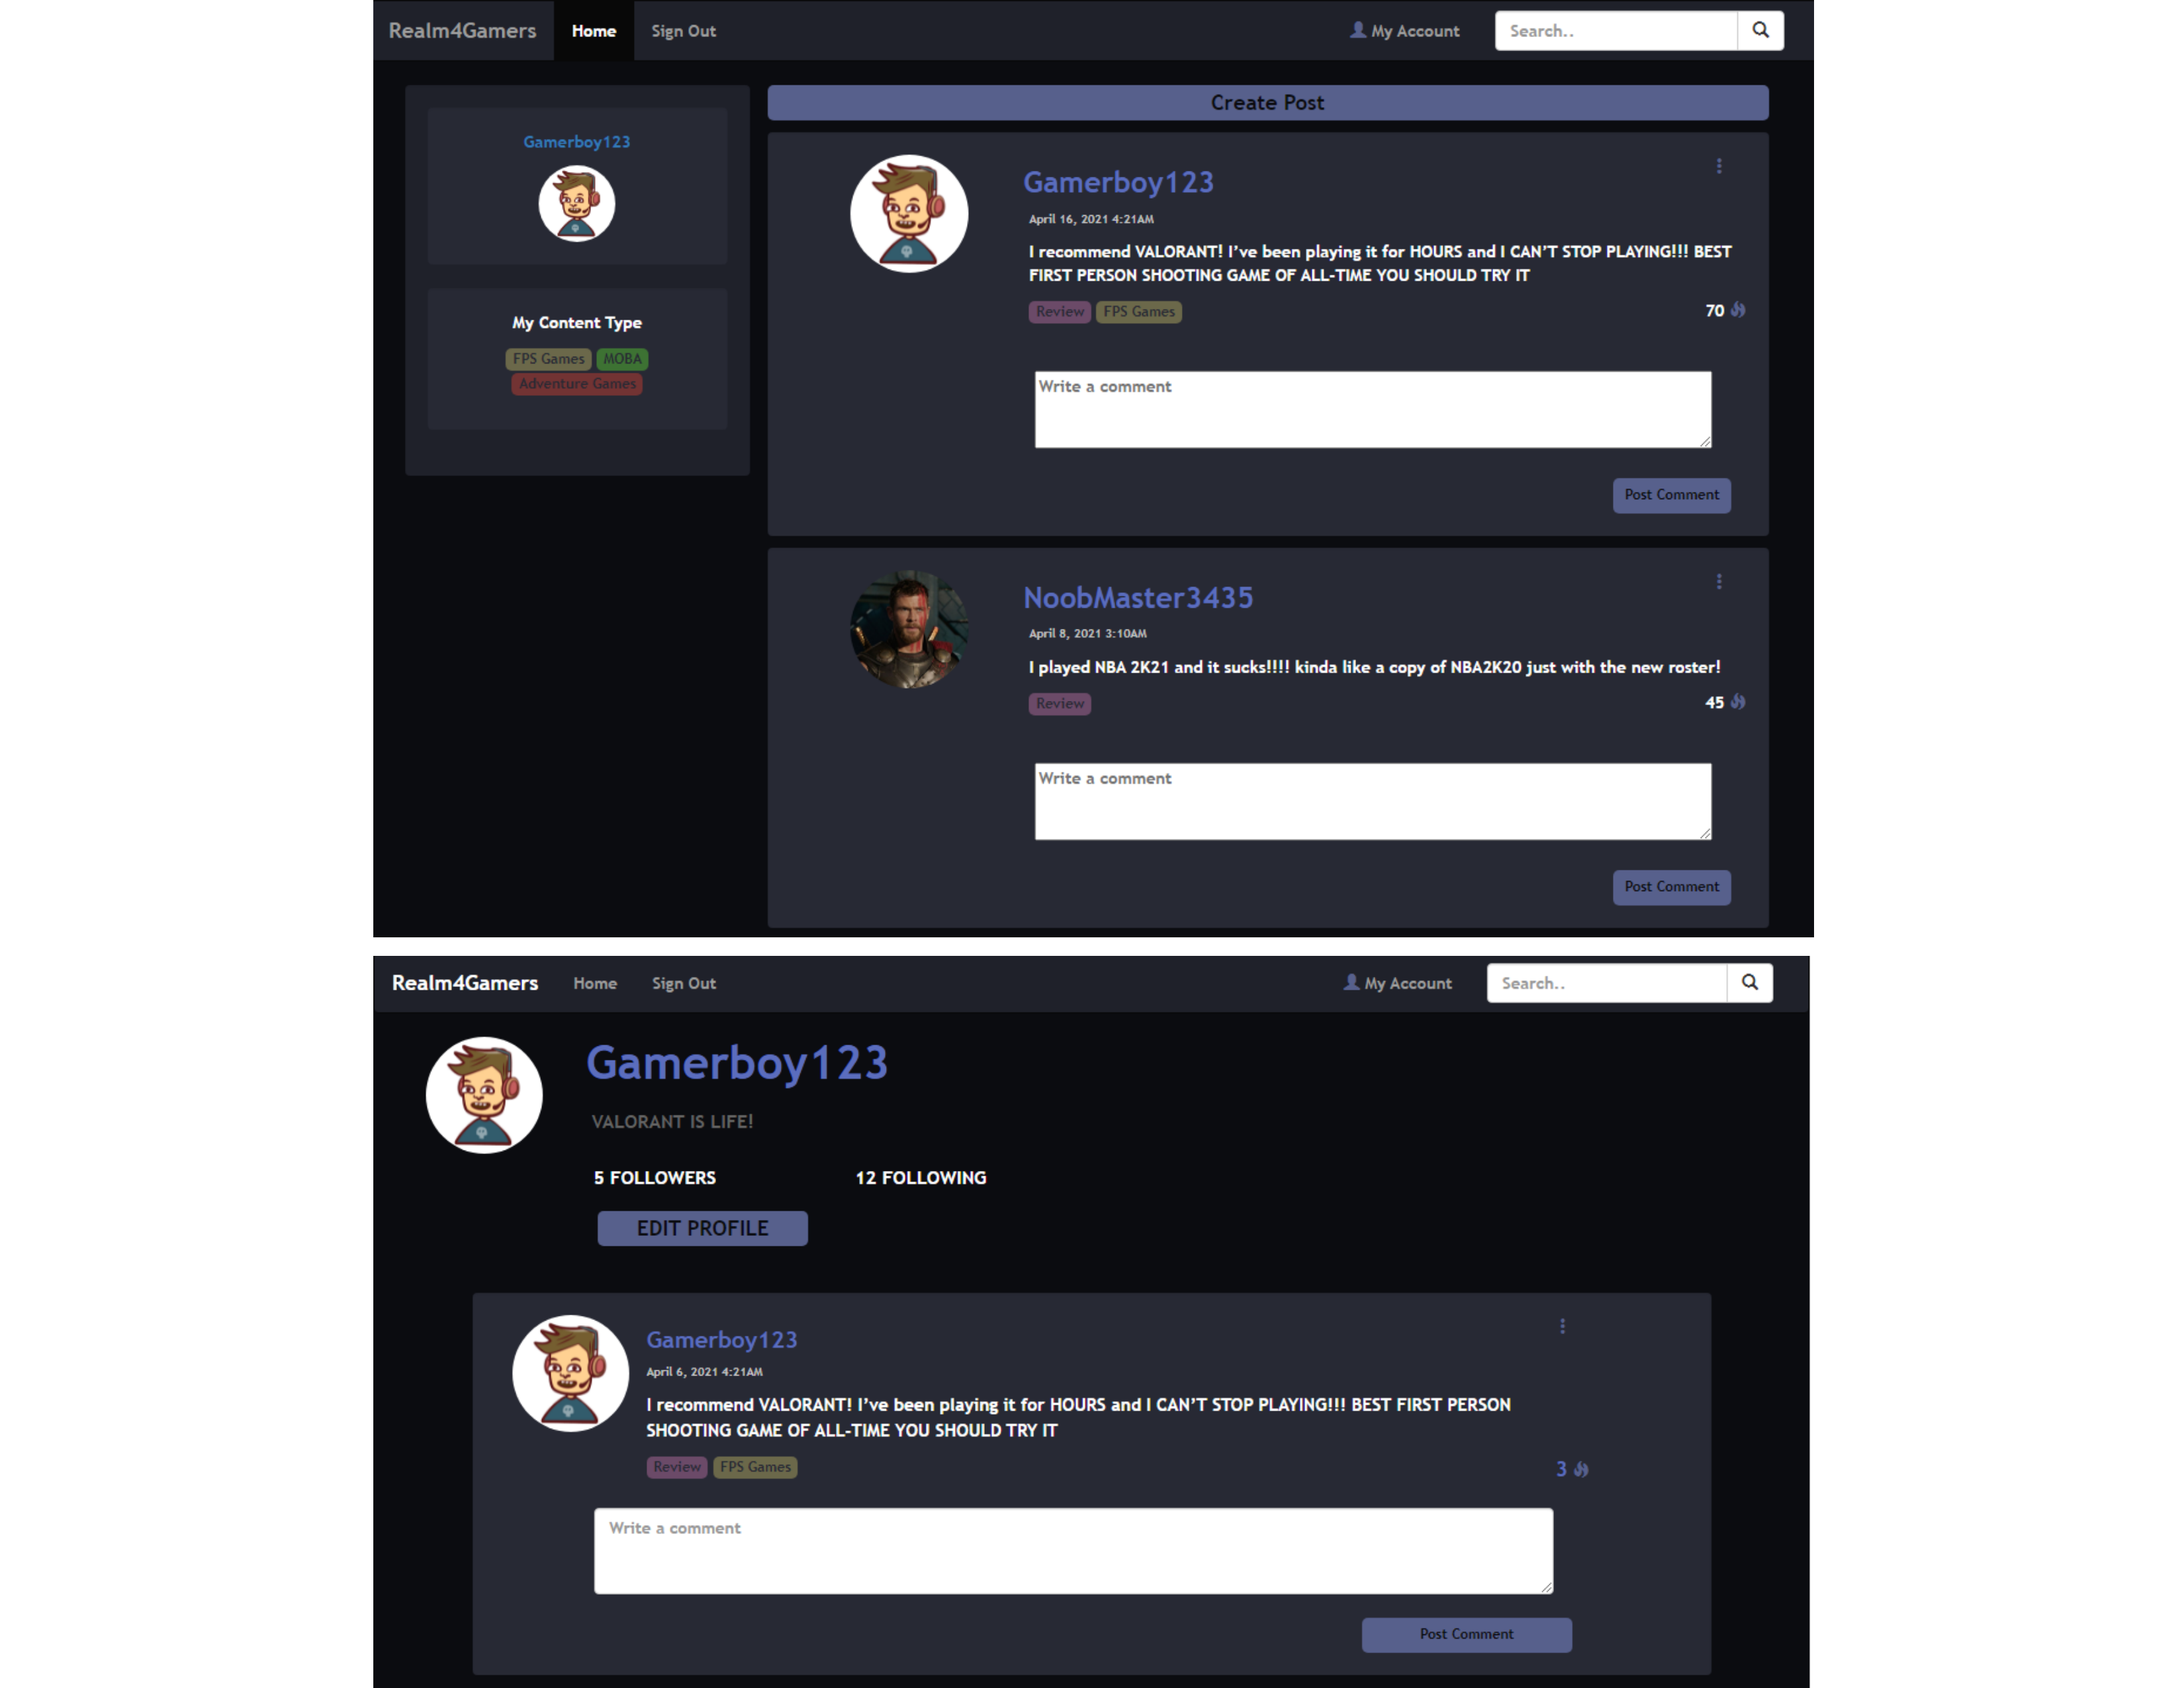 Realm4Gamers Home Sign Out My Account Search..
Gamerboy123
My Content Type
FPS Games MOBA
Adventure Games
Create Post
Gamerboy123
April 16, 2021 4:21AM
I recommend VALORANT! I’ve been playing it for HOURS and I CAN’T STOP PLAYING!!! BEST
FIRST PERSON SHOOTING GAME OF ALL-TIME YOU SHOULD TRY IT
Review FPS Games 70
Write a comment
Post Comment
NoobMaster3435
April 8, 2021 3:10AM
I played NBA 2K21 and it sucks!!!! kinda like a copy of NBA2K20 just with the new roster!
Review 45
Write a comment
Post Comment
Realm4Gamers Home Sign Out My Account Search..
Gamerboy123
VALORANT IS LIFE!
5 FOLLOWERS 12 FOLLOWING
EDIT PROFILE
Gamerboy123
April 6, 2021 4:21AM
I recommend VALORANT! I’ve been playing it for HOURS and I CAN’T STOP PLAYING!!! BEST FIRST PERSON
SHOOTING GAME OF ALL-TIME YOU SHOULD TRY IT
Review FPS Games 3
Write a comment
Post Comment